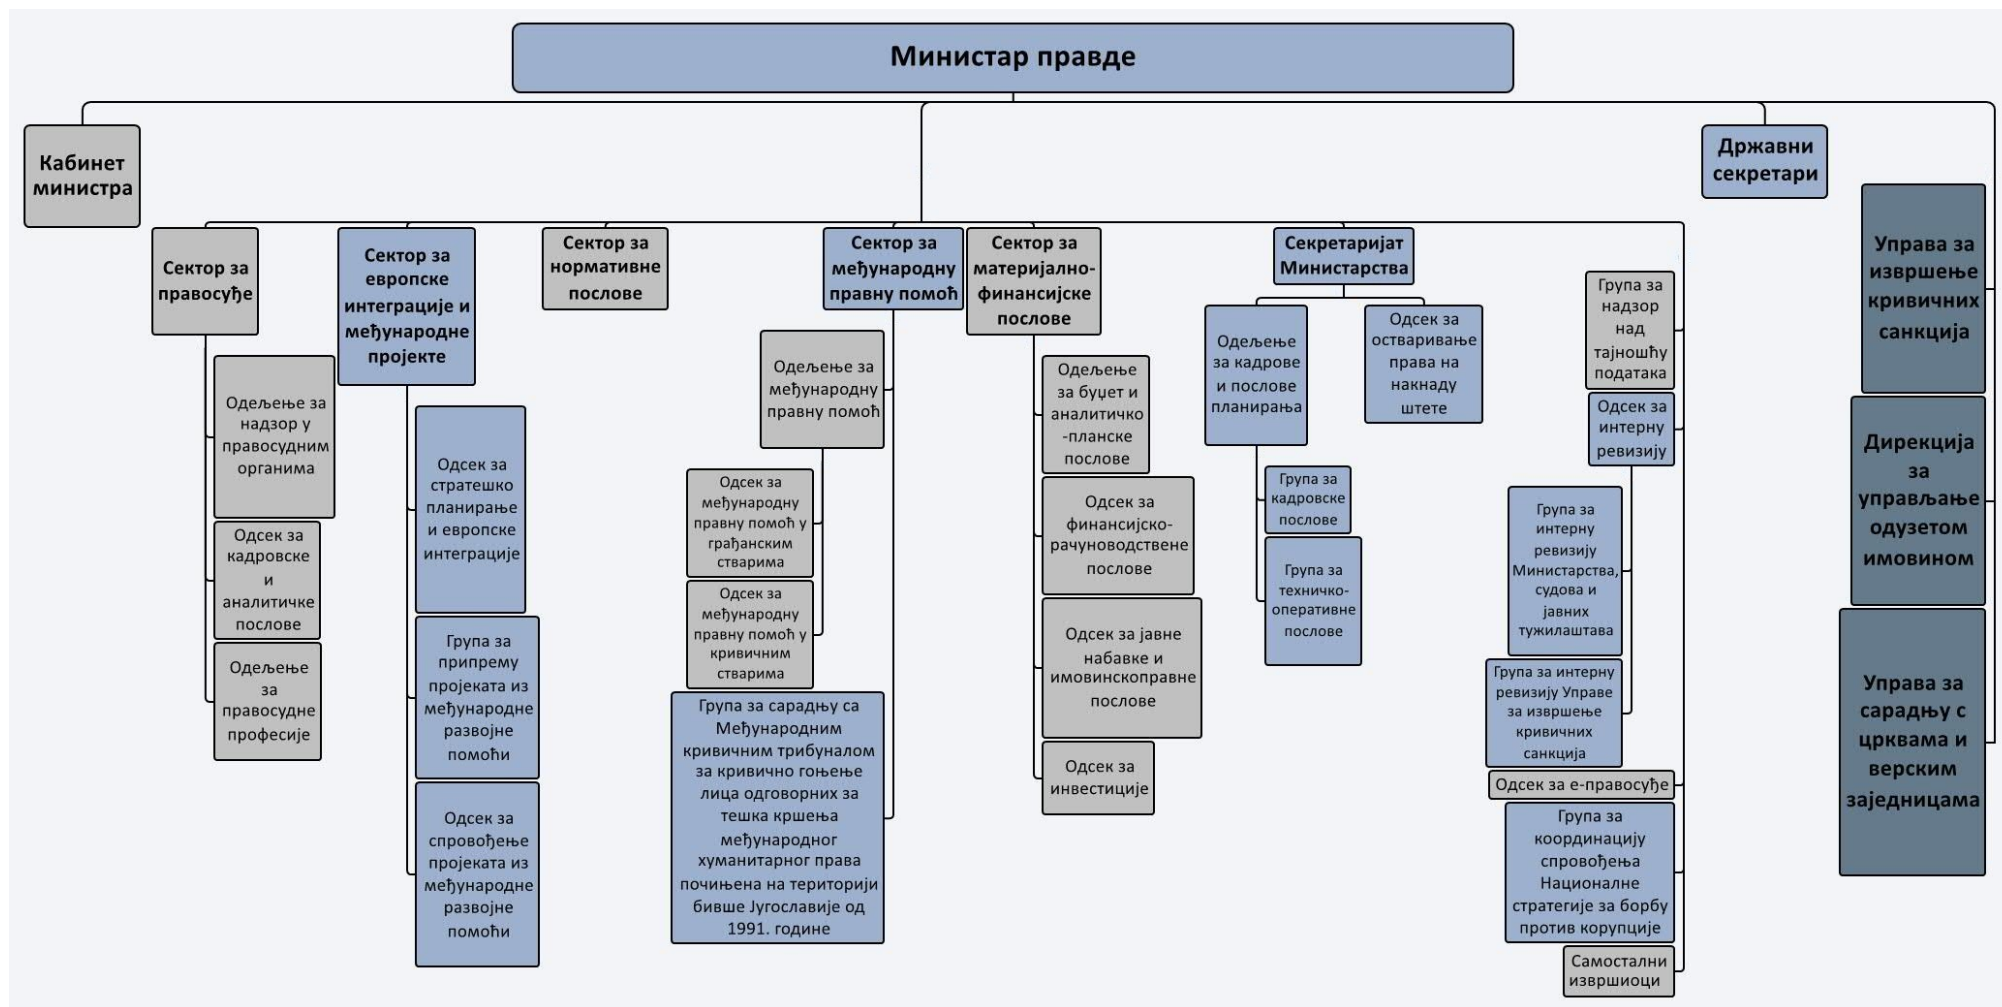 Министар правде
Кабинет
министра
Државни
секретари
Сектор за
правосуђе
Одељење за
надзор у
правосудним
органима
Одсек за
кадровске
и
аналитичке
послове
Одељење
за
правосудне
професије
Сектор за
европске
интеграције и
међународне
пројекте
Одсек за
стратешко
планирање
и европске
интеграције
Група за
припрему
пројеката из
међународне
развојне
помоћи
Одсек за
спровођење
пројеката из
међународне
развојне
помоћи
Сектор за
нормативне
послове
Сектор за
међународну
правну помоћ
Одељење за
међународну
правну помоћ
Одсек за
међународну
правну помоћ у
грађанским
стварима
Одсек за
међународну
правну помоћ у
кривичним
стварима
Група за сарадњу са
Међународним
кривичним трибуналом
за кривично гоњење
лица одговорних за
тешка кршења
међународног
хуманитарног права
почињена на територији
бивше Југославије од
1991. године
Сектор за
материјално-
финансијске
послове
Одељење
за буџет и
аналитичко
-планске
послове
Одсек за
финансијско-
рачуноводствене
послове
Одсек за јавне
набавке и
имовинскоправне
послове
Одсек за
инвестиције
Секретаријат
Министарства
Одељење
за кадрове
и послове
планирања
Група за
кадровске
послове
Група за
техничко-
оперативне
послове
Одсек за
остваривање
права на
накнаду
штете
Група за
надзор
над
тајношћу
података
Одсек за
интерну
ревизију
Група за
интерну
ревизију
Министарства,
судова и
јавних
тужилаштава
Група за интерну
ревизију Управе
за извршење
кривичних
санкција
Одсек за е-правосуђе
Група за
координацију
спровођења
Националне
стратегије за борбу
против корупције
Самостални
извршиоци
Управа за
извршење
кривичних
санкција
Дирекција
за
управљање
одузетом
имовином
Управа за
сарадњу с
црквама и
верским
заједницама